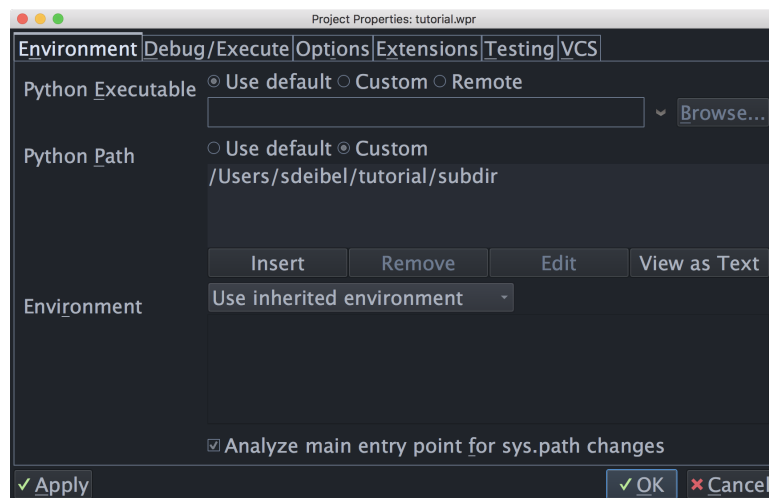 Project Properties: tutorial.wpr
Environment Debug/Execute Options Extensions Testing VCS
Python Executable Use default Custom Remote
Browse...
Python Path Use default Custom
/Users/sdeibel/tutorial/subdir
Insert Remove Edit View as Text
Environment Use inherited environment
Analyze main entry point for sys.path changes
Apply OK Cancel